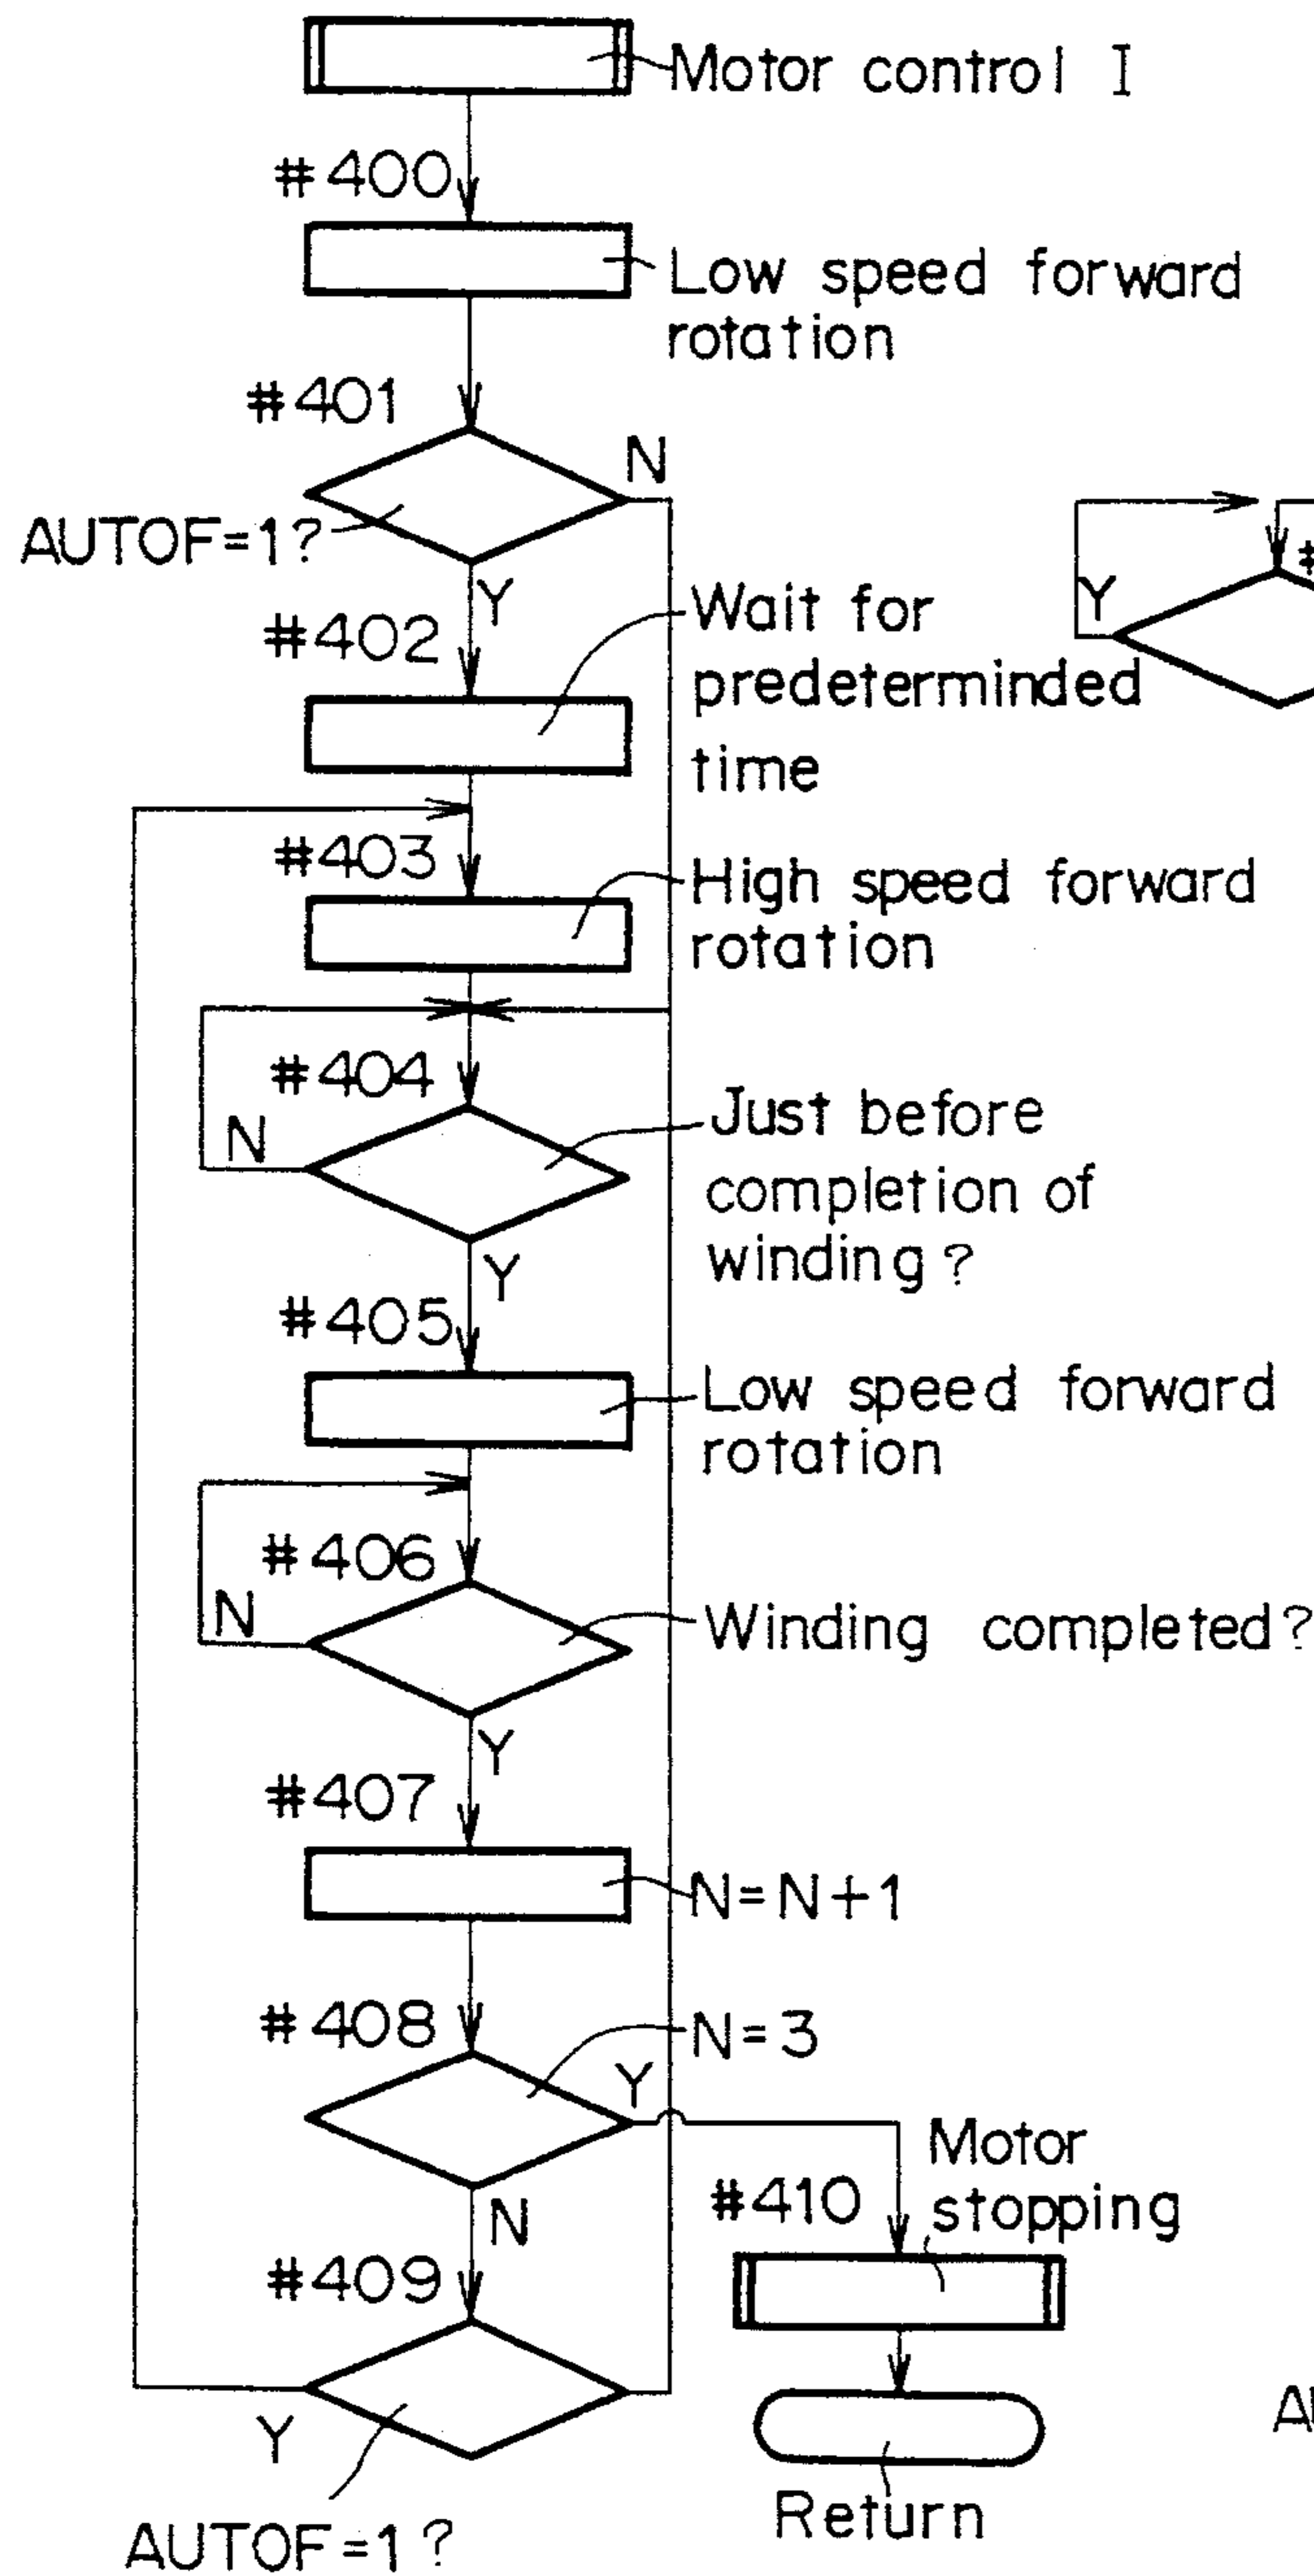 Motor control I
#400
Low speed forward
rotation
#401
N
AUTOF=1?
Y
#402
Wait for
predeterminded
time
#403
High speed forward
rotation
#404
N
Just before
completion of
winding?
Y
#405
Low speed forward
rotation
#406
N
Winding completed?
Y
#407
N=N+1
#408
N=3
Y
N
Motor
stopping
#410
#409
Y
AUTOF=1?
Return
Y
#